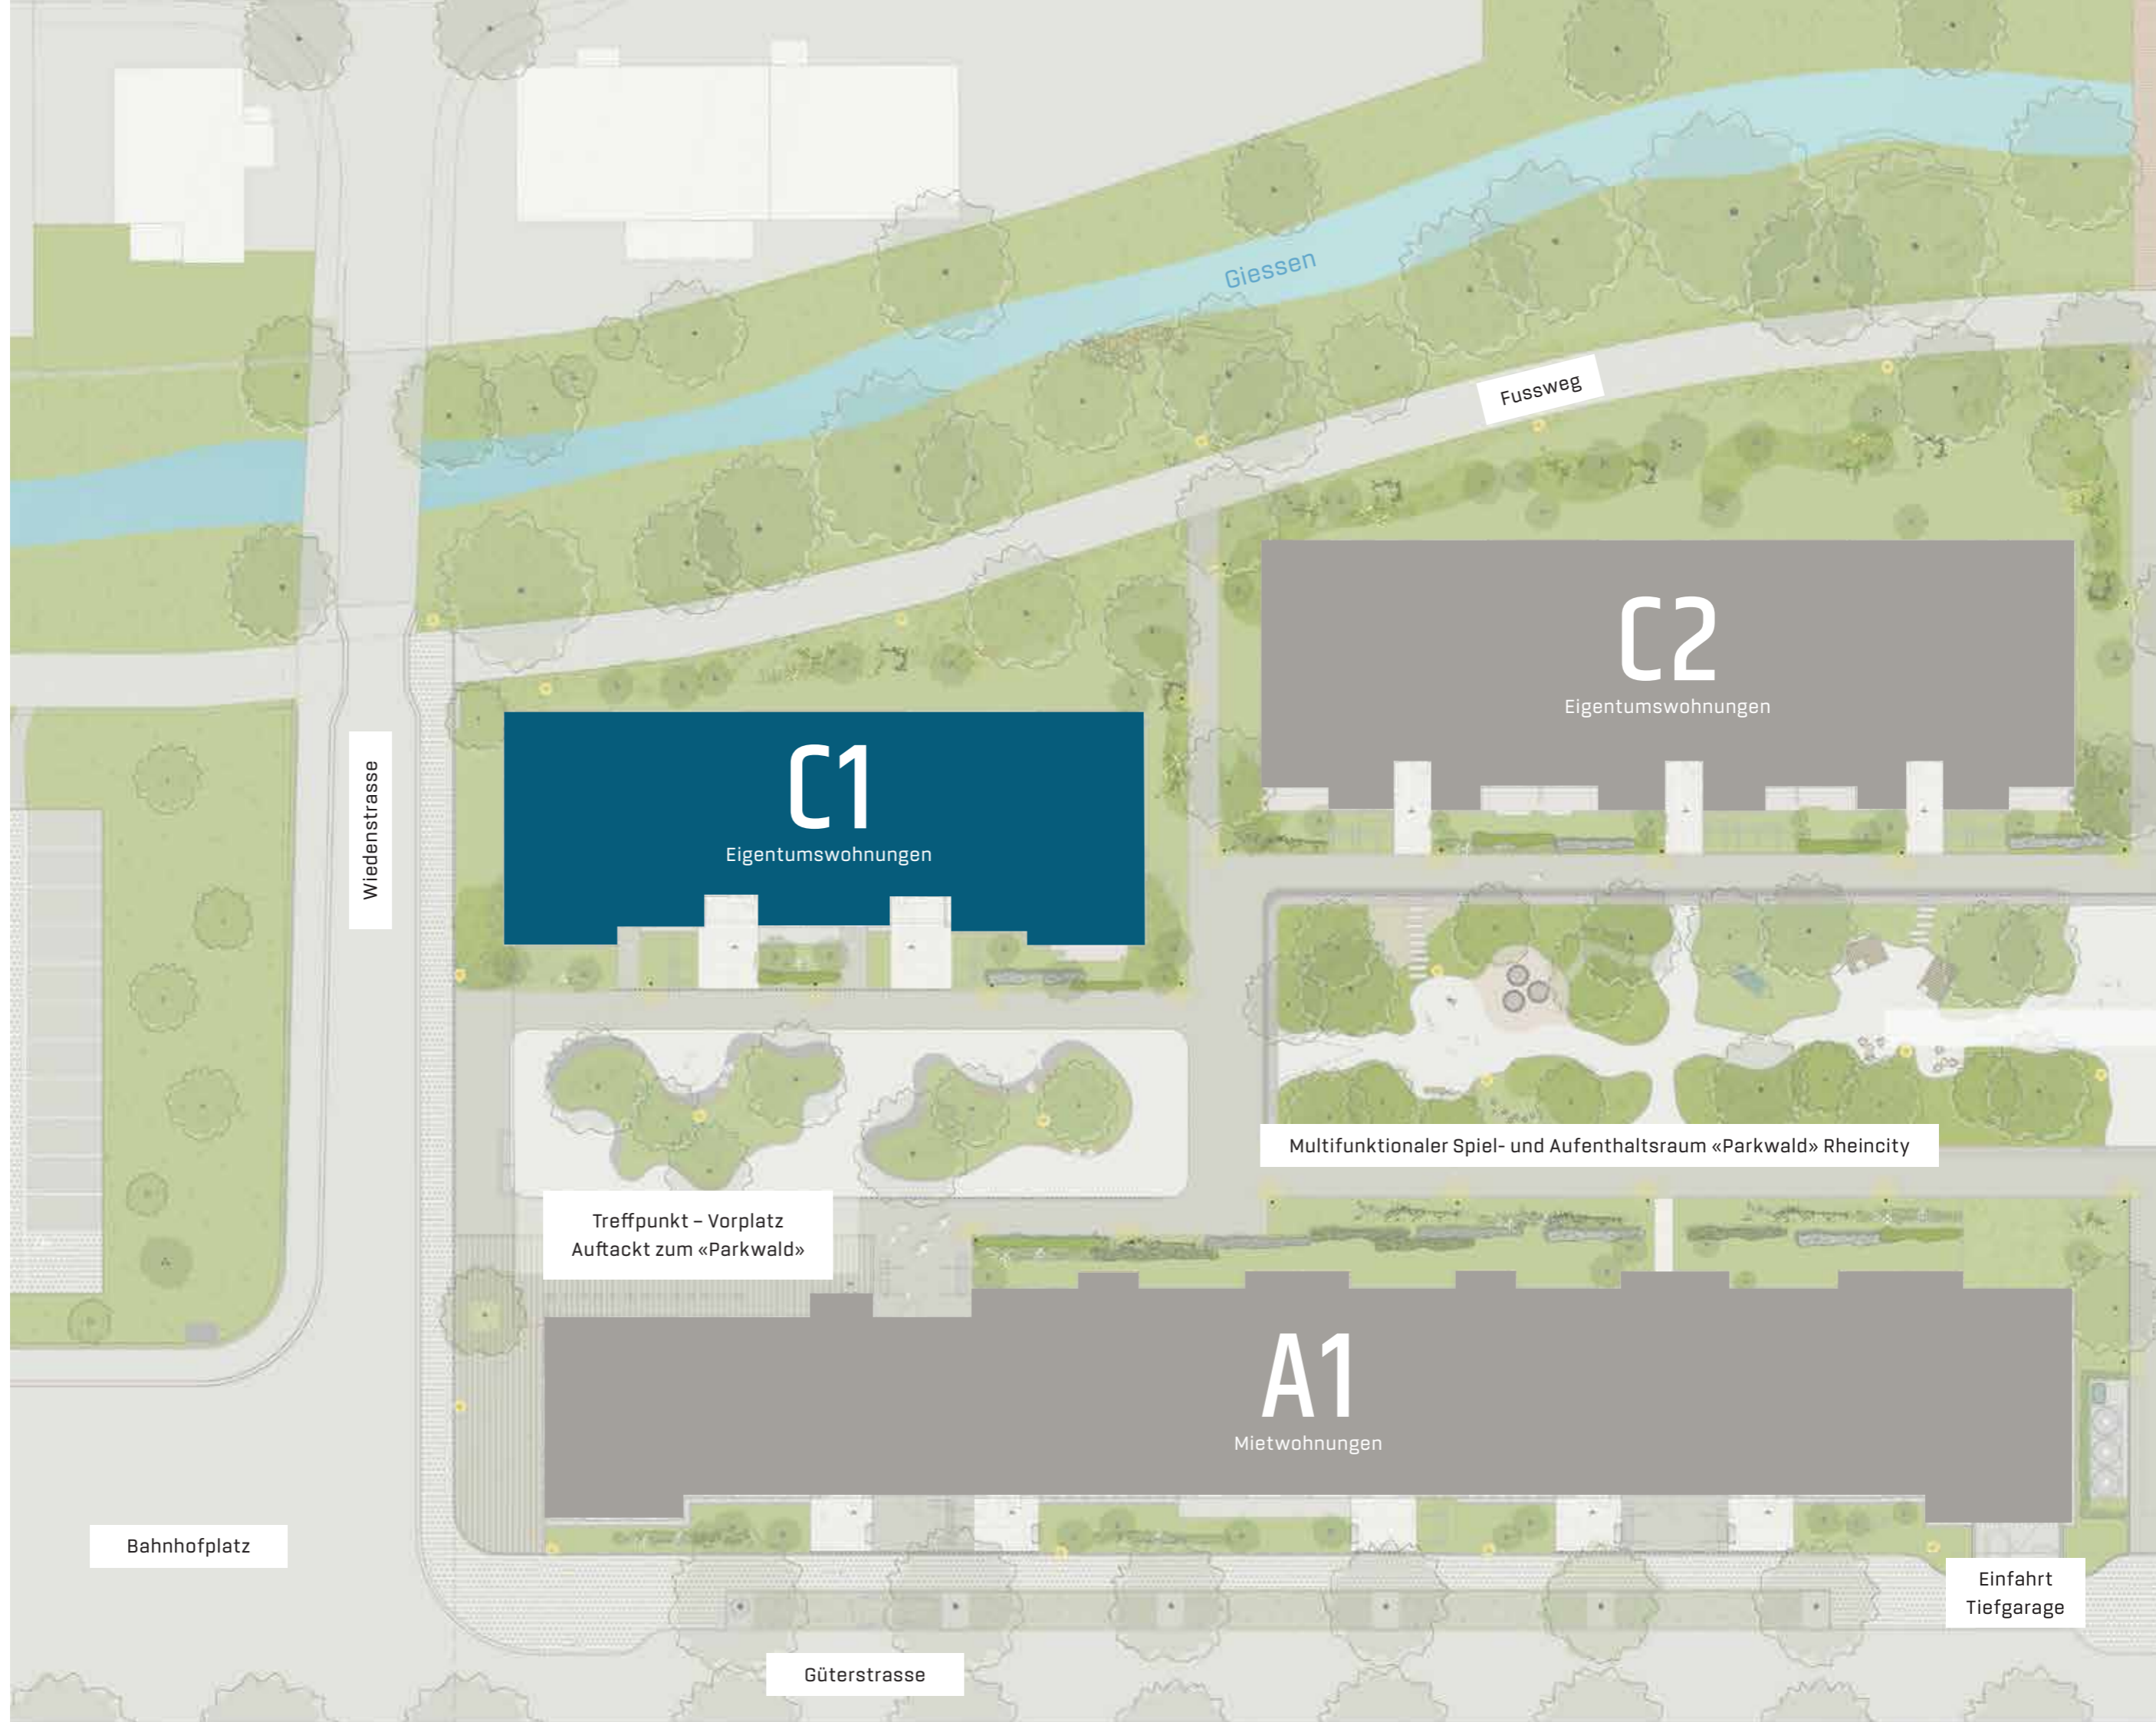 Giessen
Fussweg
C2
Eigentumswohnungen
C1
Eigentumswohnungen
Wiedenstrasse
Multifunktionaler Spiel- und Aufenthaltsraum «Parkwald» Rheincity
Treffpunkt – Vorplatz
Auftackt zum «Parkwald»
A1
Mietwohnungen
Bahnhofplatz
Einfahrt
Tiefgarage
Güterstrasse